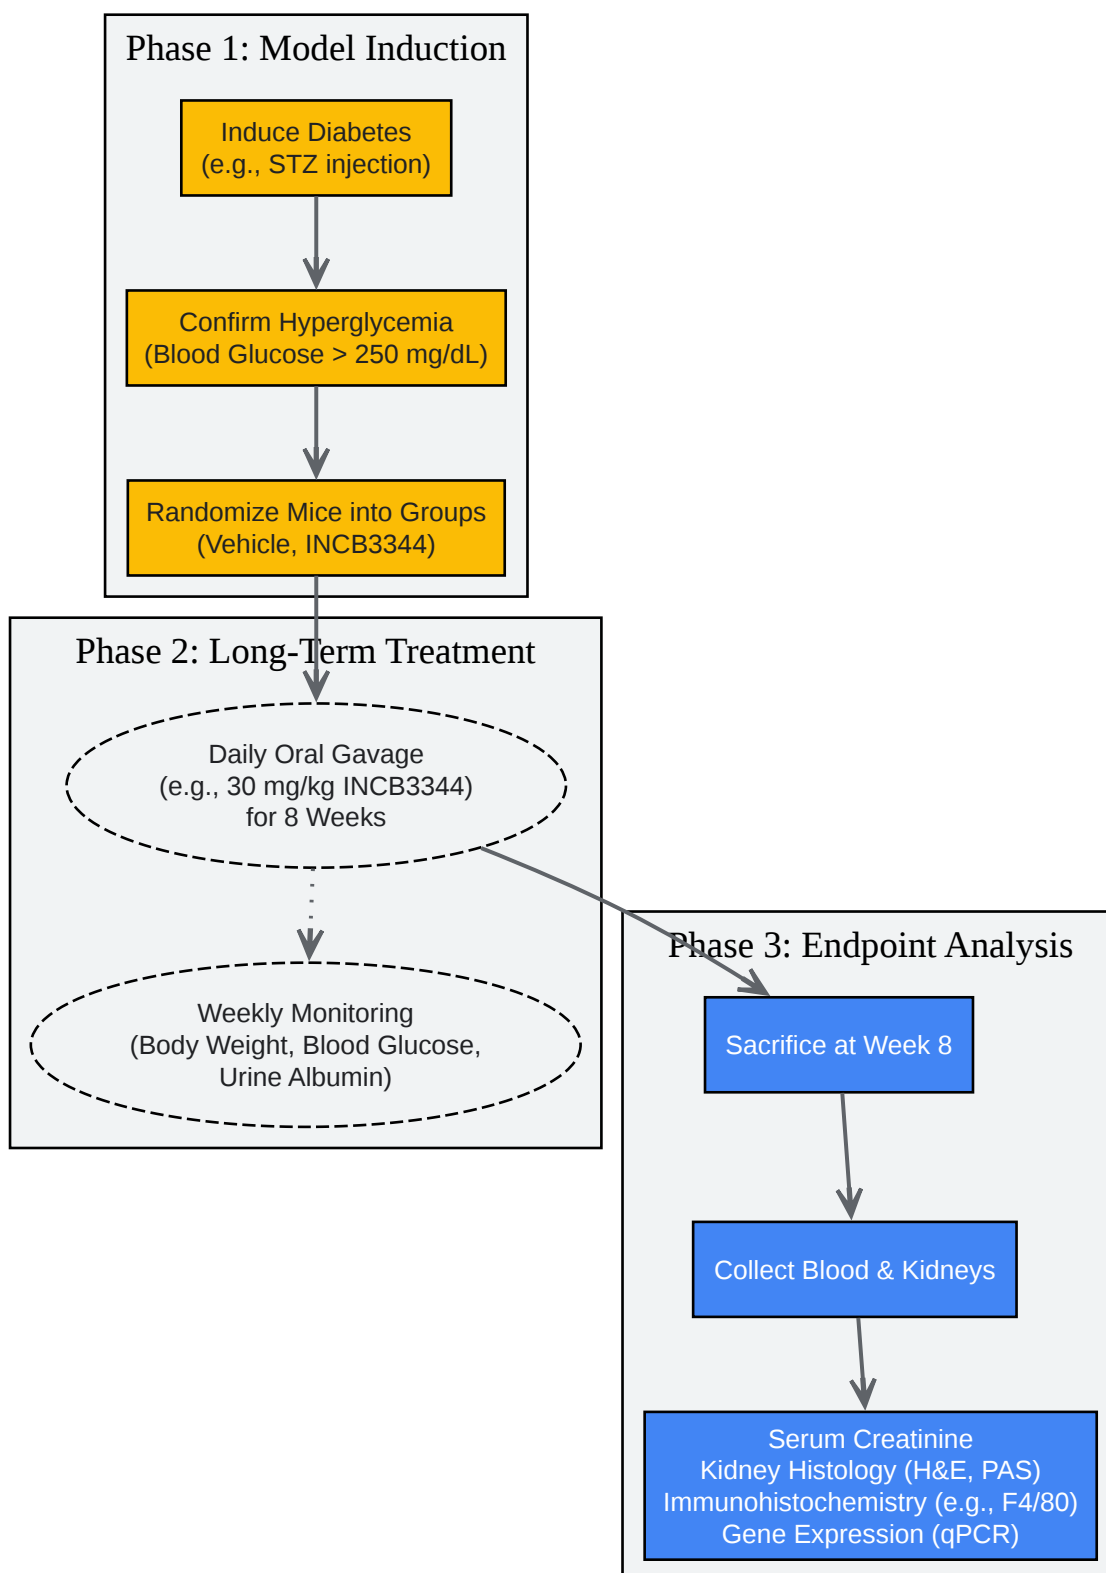 Phase 1: Model Induction
Induce Diabetes
(e.g., STZ injection)
Confirm Hyperglycemia
(Blood Glucose > 250 mg/dL)
Randomize Mice into Groups
(Vehicle, INCB3344)
Phase 2: Long-Term Treatment
Daily Oral Gavage
(e.g., 30 mg/kg INCB3344)
for 8 Weeks
Weekly Monitoring
(Body Weight, Blood Glucose,
Urine Albumin)
Phase 3: Endpoint Analysis
Sacrifice at Week 8
Collect Blood & Kidneys
Serum Creatinine
Kidney Histology (H&E, PAS)
Immunohistochemistry (e.g., F4/80)
Gene Expression (qPCR)